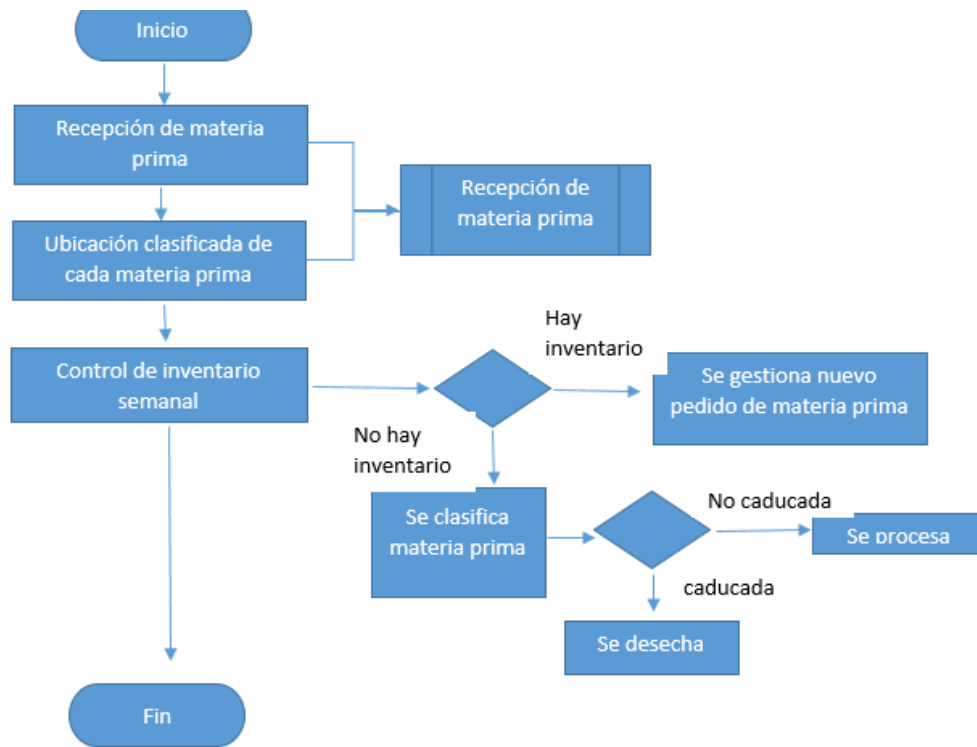 Inicio
Recepción de materia
prima
Recepción de
materia prima
Ubicación clasificada de
cada materia prima
Hay
inventario
Control de inventario
semanal
Se gestiona nuevo
pedido de materia prima
No hay
inventario
Se clasifica
materia prima
No caducada
Se procesa
caducada
Se desecha
Fin